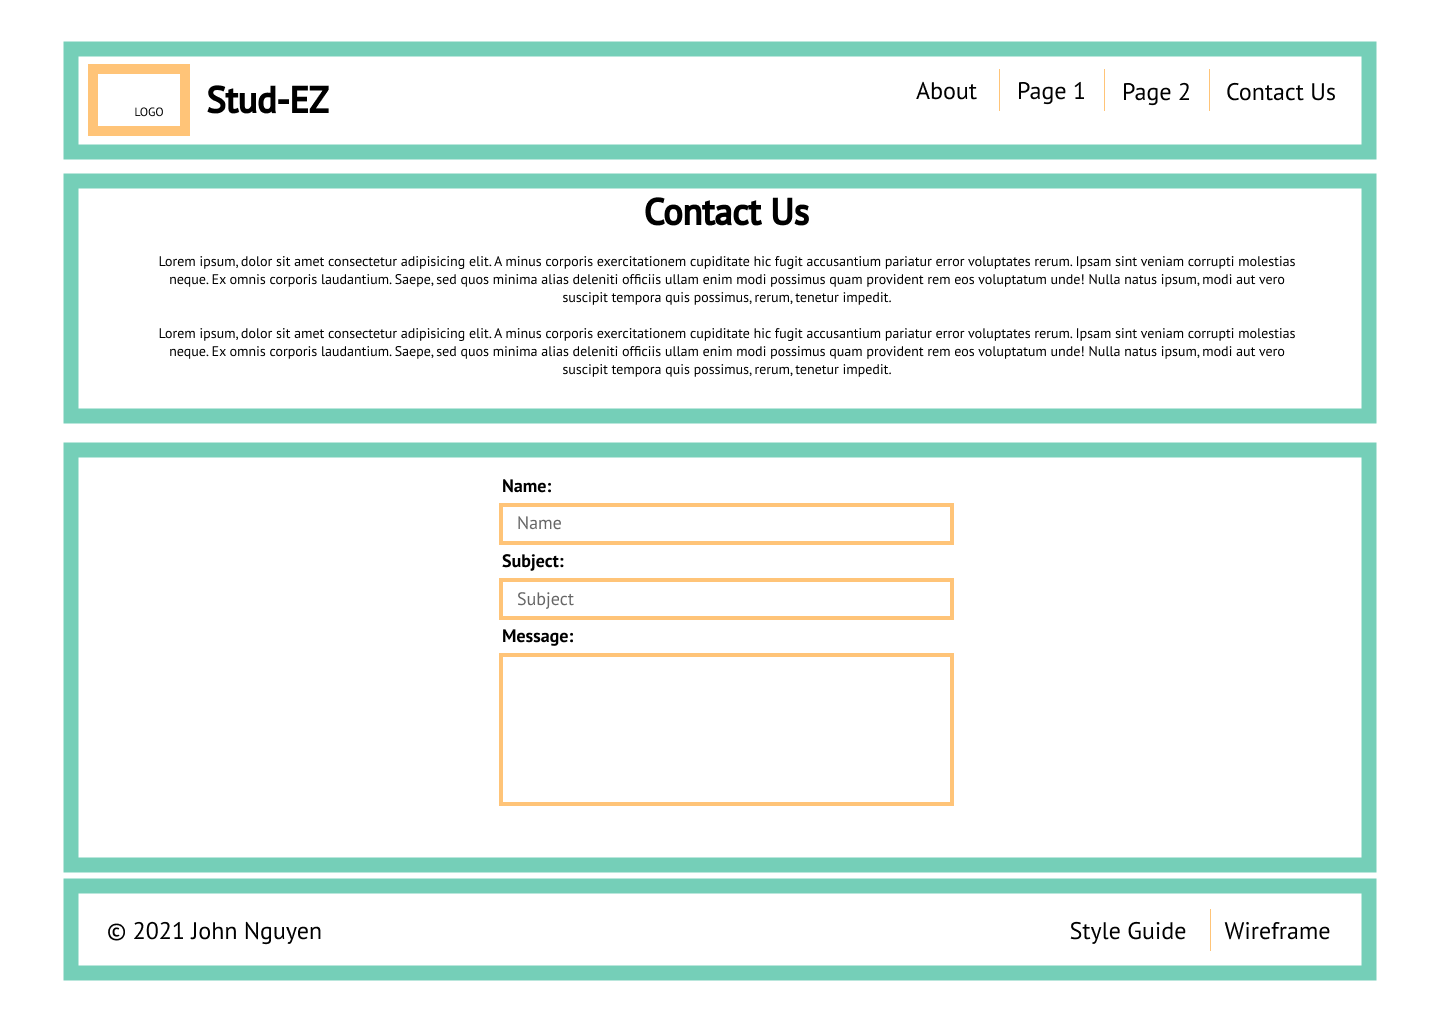 LOGO
Stud-EZ
About
Page 1
Page 2
Contact Us
Contact Us
Lorem ipsum, dolor sit amet consectetur adipisicing elit. A minus corporis exercitationem cupiditate hic fugit accusantium pariatur error voluptates rerum. Ipsam sint veniam corrupti molestias
neque. Ex omnis corporis laudantium. Saepe, sed quos minima alias deleniti officiis ullam enim modi possimus quam provident rem eos voluptatum unde! Nulla natus ipsum, modi aut vero
suscipit tempora quis possimus, rerum, tenetur impedit.
Lorem ipsum, dolor sit amet consectetur adipisicing elit. A minus corporis exercitationem cupiditate hic fugit accusantium pariatur error voluptates rerum. Ipsam sint veniam corrupti molestias
neque. Ex omnis corporis laudantium. Saepe, sed quos minima alias deleniti officiis ullam enim modi possimus quam provident rem eos voluptatum unde! Nulla natus ipsum, modi aut vero
suscipit tempora quis possimus, rerum, tenetur impedit.
Name:
Name
Subject:
Subject
Message:
© 2021 John Nguyen
Style Guide
Wireframe